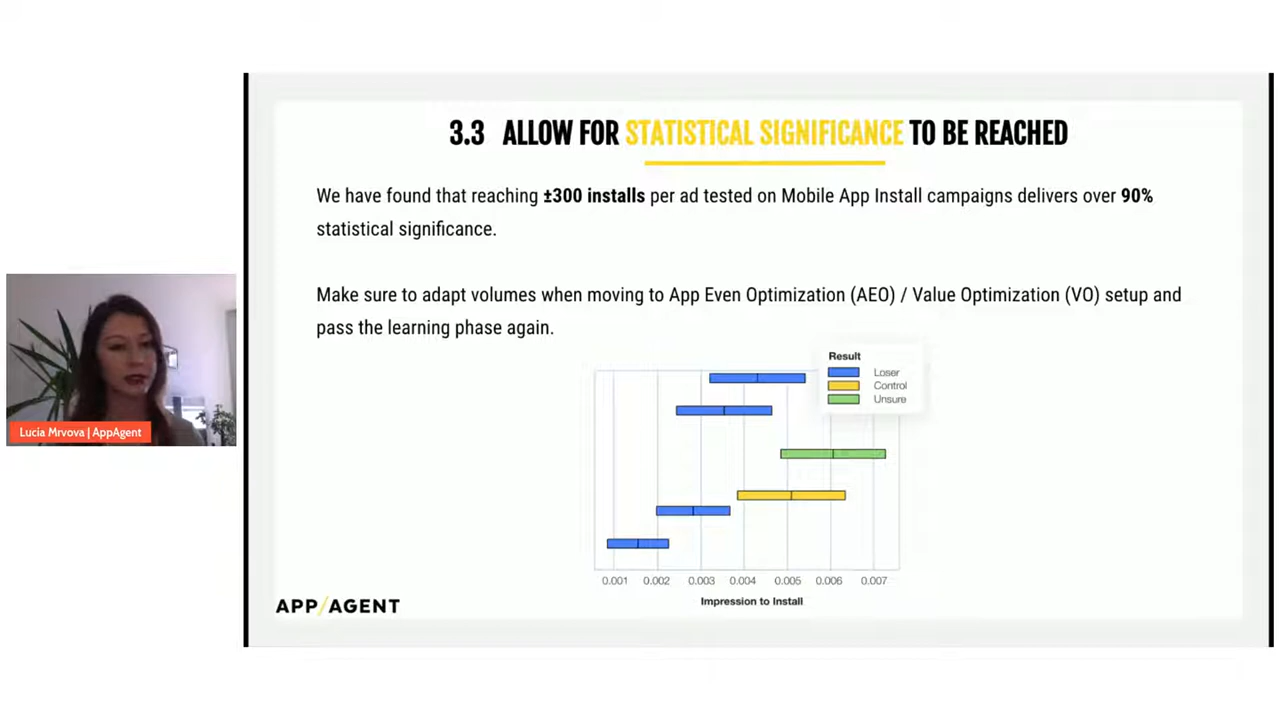 3.3 ALLOW FOR STATISTICAL SIGNIFICANCE TO BE REACHED
We have found that reaching ±300 installs per ad tested on Mobile App Install campaigns delivers over 90%
statistical significance.
Make sure to adapt volumes when moving to App Even Optimization (AEO) / Value Optimization (VO) setup and
pass the learning phase again.
Result
Loser
Control
Unsure
0.001 0.002 0.003 0.004 0.005 0.006 0.007
Impression to Install
APP/AGENT
Lucia Mrvova | AppAgent